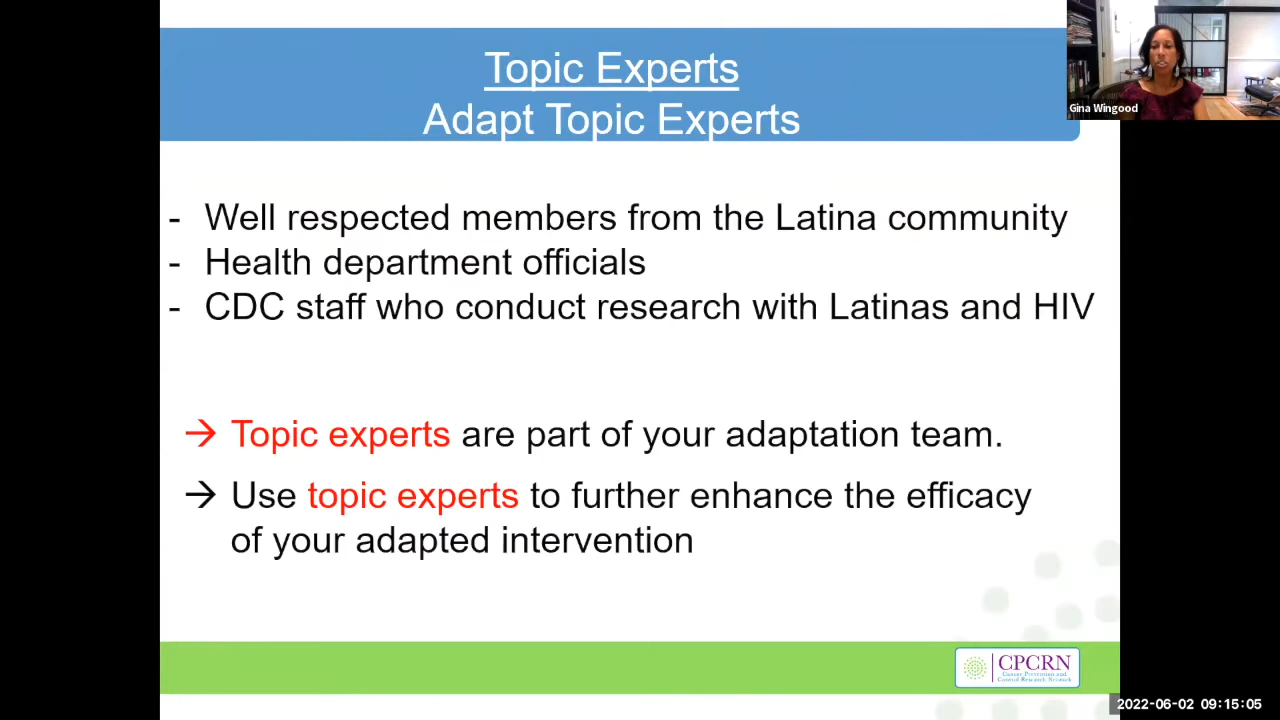 Topic Experts
Adapt Topic Experts
Gina Wingood
- Well respected members from the Latina community
- Health department officials
- CDC staff who conduct research with Latinas and HIV
→ Topic experts are part of your adaptation team.
→ Use topic experts to further enhance the efficacy
of your adapted intervention
CPCRN
Cancer Prevention and
Control Research Network
2022-06-02 09:15:05